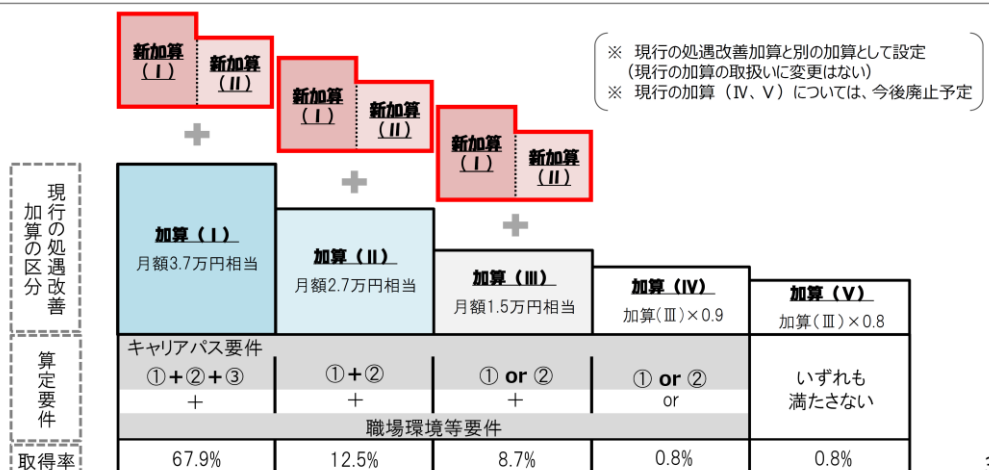 新加算
(Ⅰ)
新加算
(Ⅱ)
新加算
(Ⅰ)
新加算
(Ⅱ)
新加算
(Ⅰ)
新加算
(Ⅱ)
※ 現行の処遇改善加算と別の加算として設定
（現行の加算の取扱いに変更はない）
※ 現行の加算（Ⅳ、Ⅴ）については、今後廃止予定
+
+
+
現行の処遇改善
加算の区分
加算（Ⅰ）
月額3.7万円相当
加算（Ⅱ）
月額2.7万円相当
加算（Ⅲ）
月額1.5万円相当
加算（Ⅳ）
加算(Ⅲ)×0.9
加算（Ⅴ）
加算(Ⅲ)×0.8
算定要件
キャリアパス要件
①+②+③
①+②
① or ②
① or ②
いずれも
満たさない
+
+
+
or
職場環境等要件
取得率
67.9%
12.5%
8.7%
0.8%
0.8%